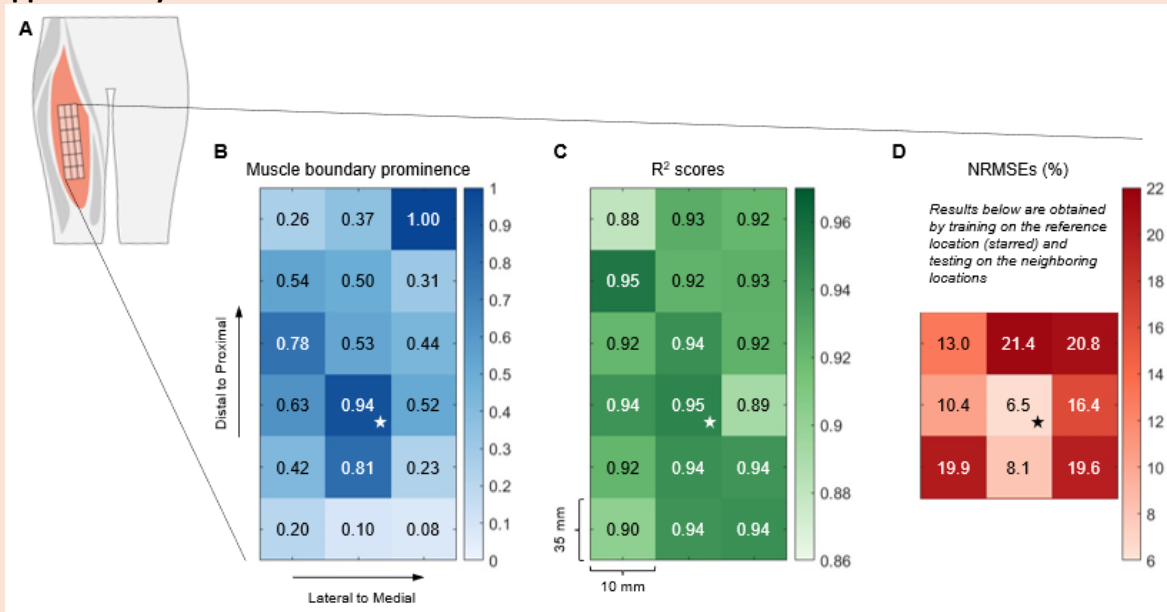 A
B
Muscle boundary prominence
0.26 0.37 1.00
0.54 0.50 0.31
0.78 0.53 0.44
0.63 0.94 0.52
0.42 0.81 0.23
0.20 0.10 0.08
1
0.9
0.8
0.7
0.6
0.5
0.4
0.3
0.2
0.1
0
Distal to Proximal
Lateral to Medial
C
R² scores
0.88 0.93 0.92
0.95 0.92 0.93
0.92 0.94 0.92
0.94 0.95 0.89
0.92 0.94 0.94
0.90 0.94 0.94
0.96
0.94
0.92
0.9
0.88
0.86
35 mm
10 mm
D
NRMSEs (%)
Results below are obtained
by training on the reference
location (starred) and
testing on the neighboring
locations
13.0 21.4 20.8
10.4 6.5 16.4
19.9 8.1 19.6
22
20
18
16
14
12
10
8
6